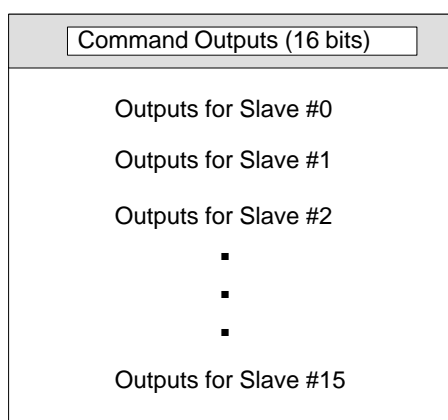 Command Outputs (16 bits)
Outputs for Slave #0
Outputs for Slave #1
Outputs for Slave #2
Outputs for Slave #15